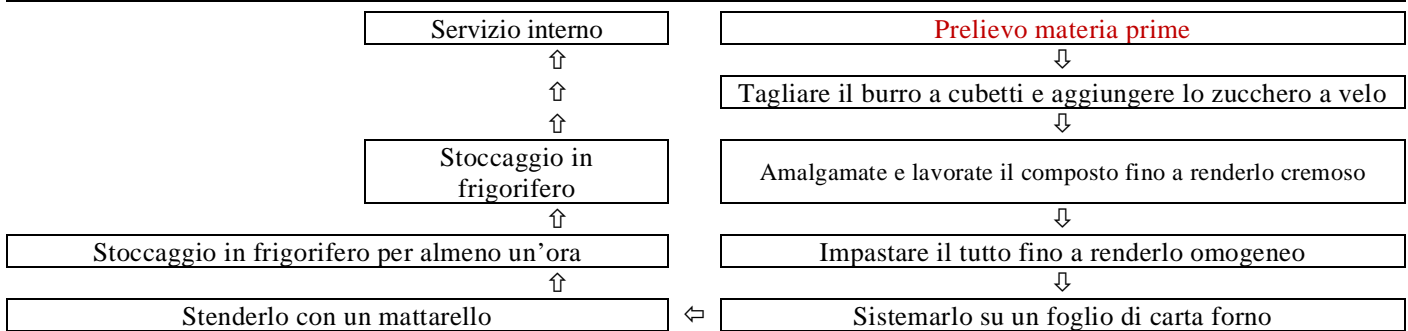 Servizio interno
Prelievo materia prime
⇧
⇩
⇧
Tagliare il burro a cubetti e aggiungere lo zucchero a velo
⇧
⇩
Stoccaggio in
frigorifero
Amalgamate e lavorate il composto fino a renderlo cremoso
⇧
⇩
Stoccaggio in frigorifero per almeno un’ora
Impastare il tutto fino a renderlo omogeneo
⇧
⇩
Stenderlo con un mattarello
⇦
Sistemarlo su un foglio di carta forno